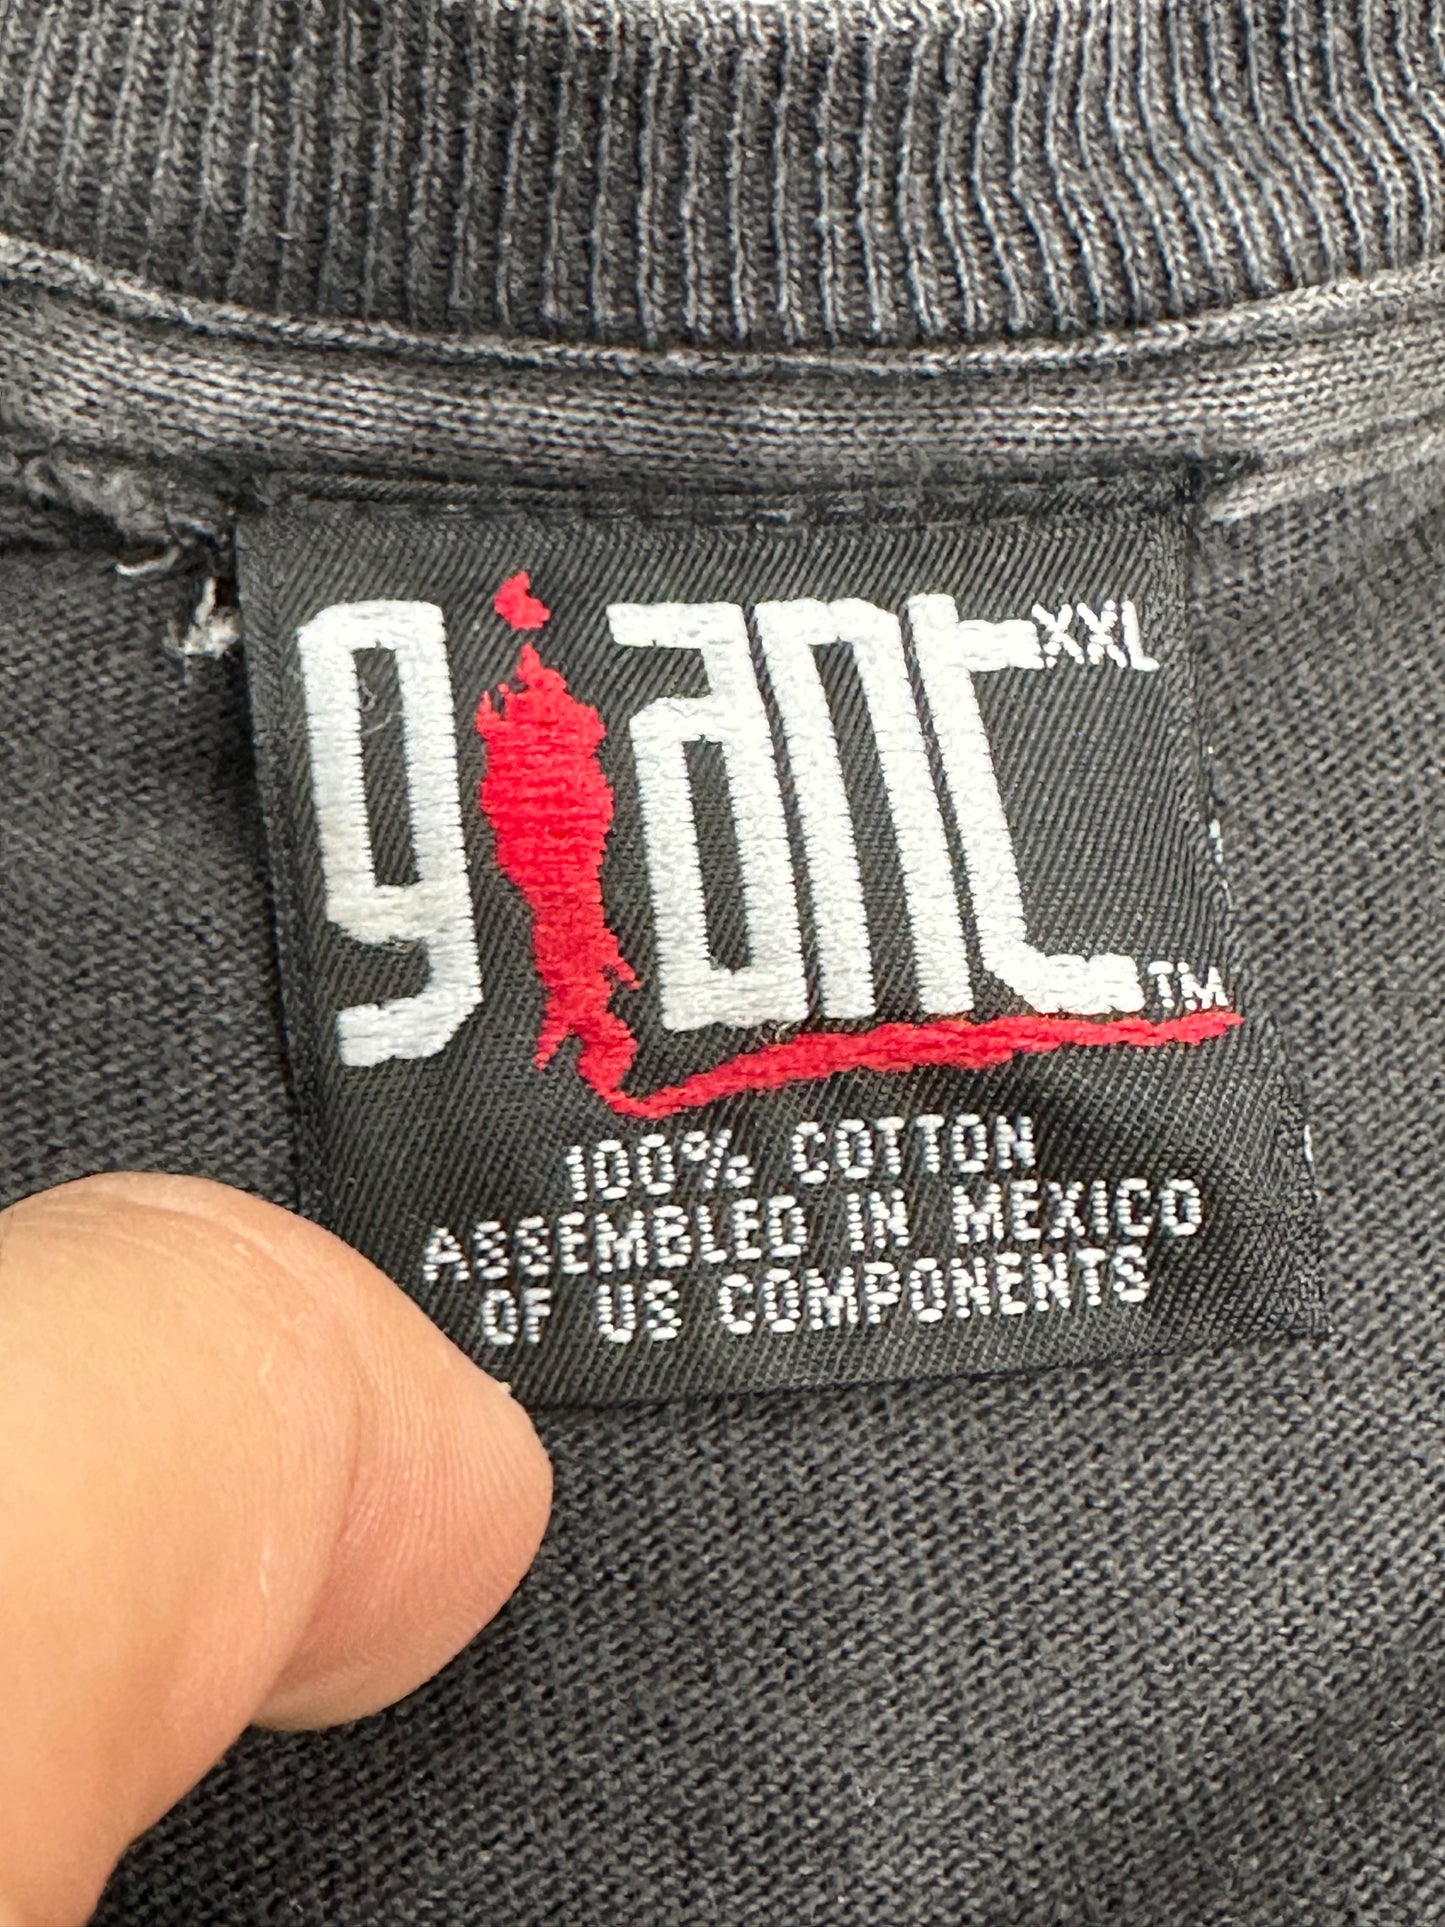 giant XXL
TM
100% COTTON
ASSEMBLED IN MEXICO
OF US COMPONENTS